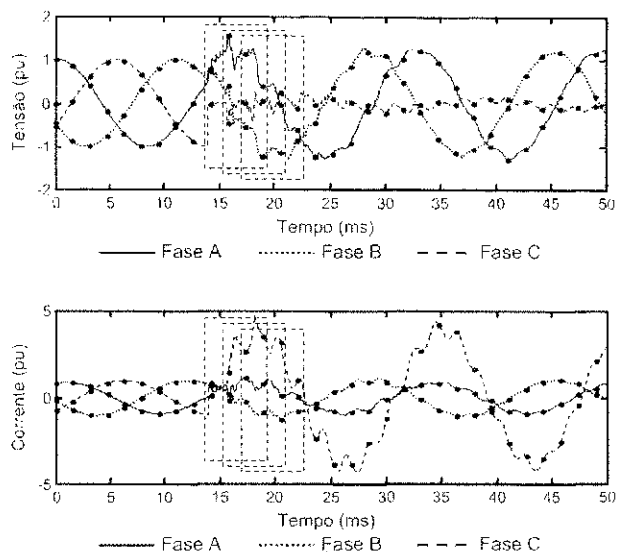 2
1
0
-1
-2
Tensão (pu)
0 5 10 15 20 25 30 35 40 45 50
Tempo (ms)
Fase A Fase B Fase C
5
0
-5
Corrente (pu)
0 5 10 15 20 25 30 35 40 45 50
Tempo (ms)
Fase A Fase B Fase C